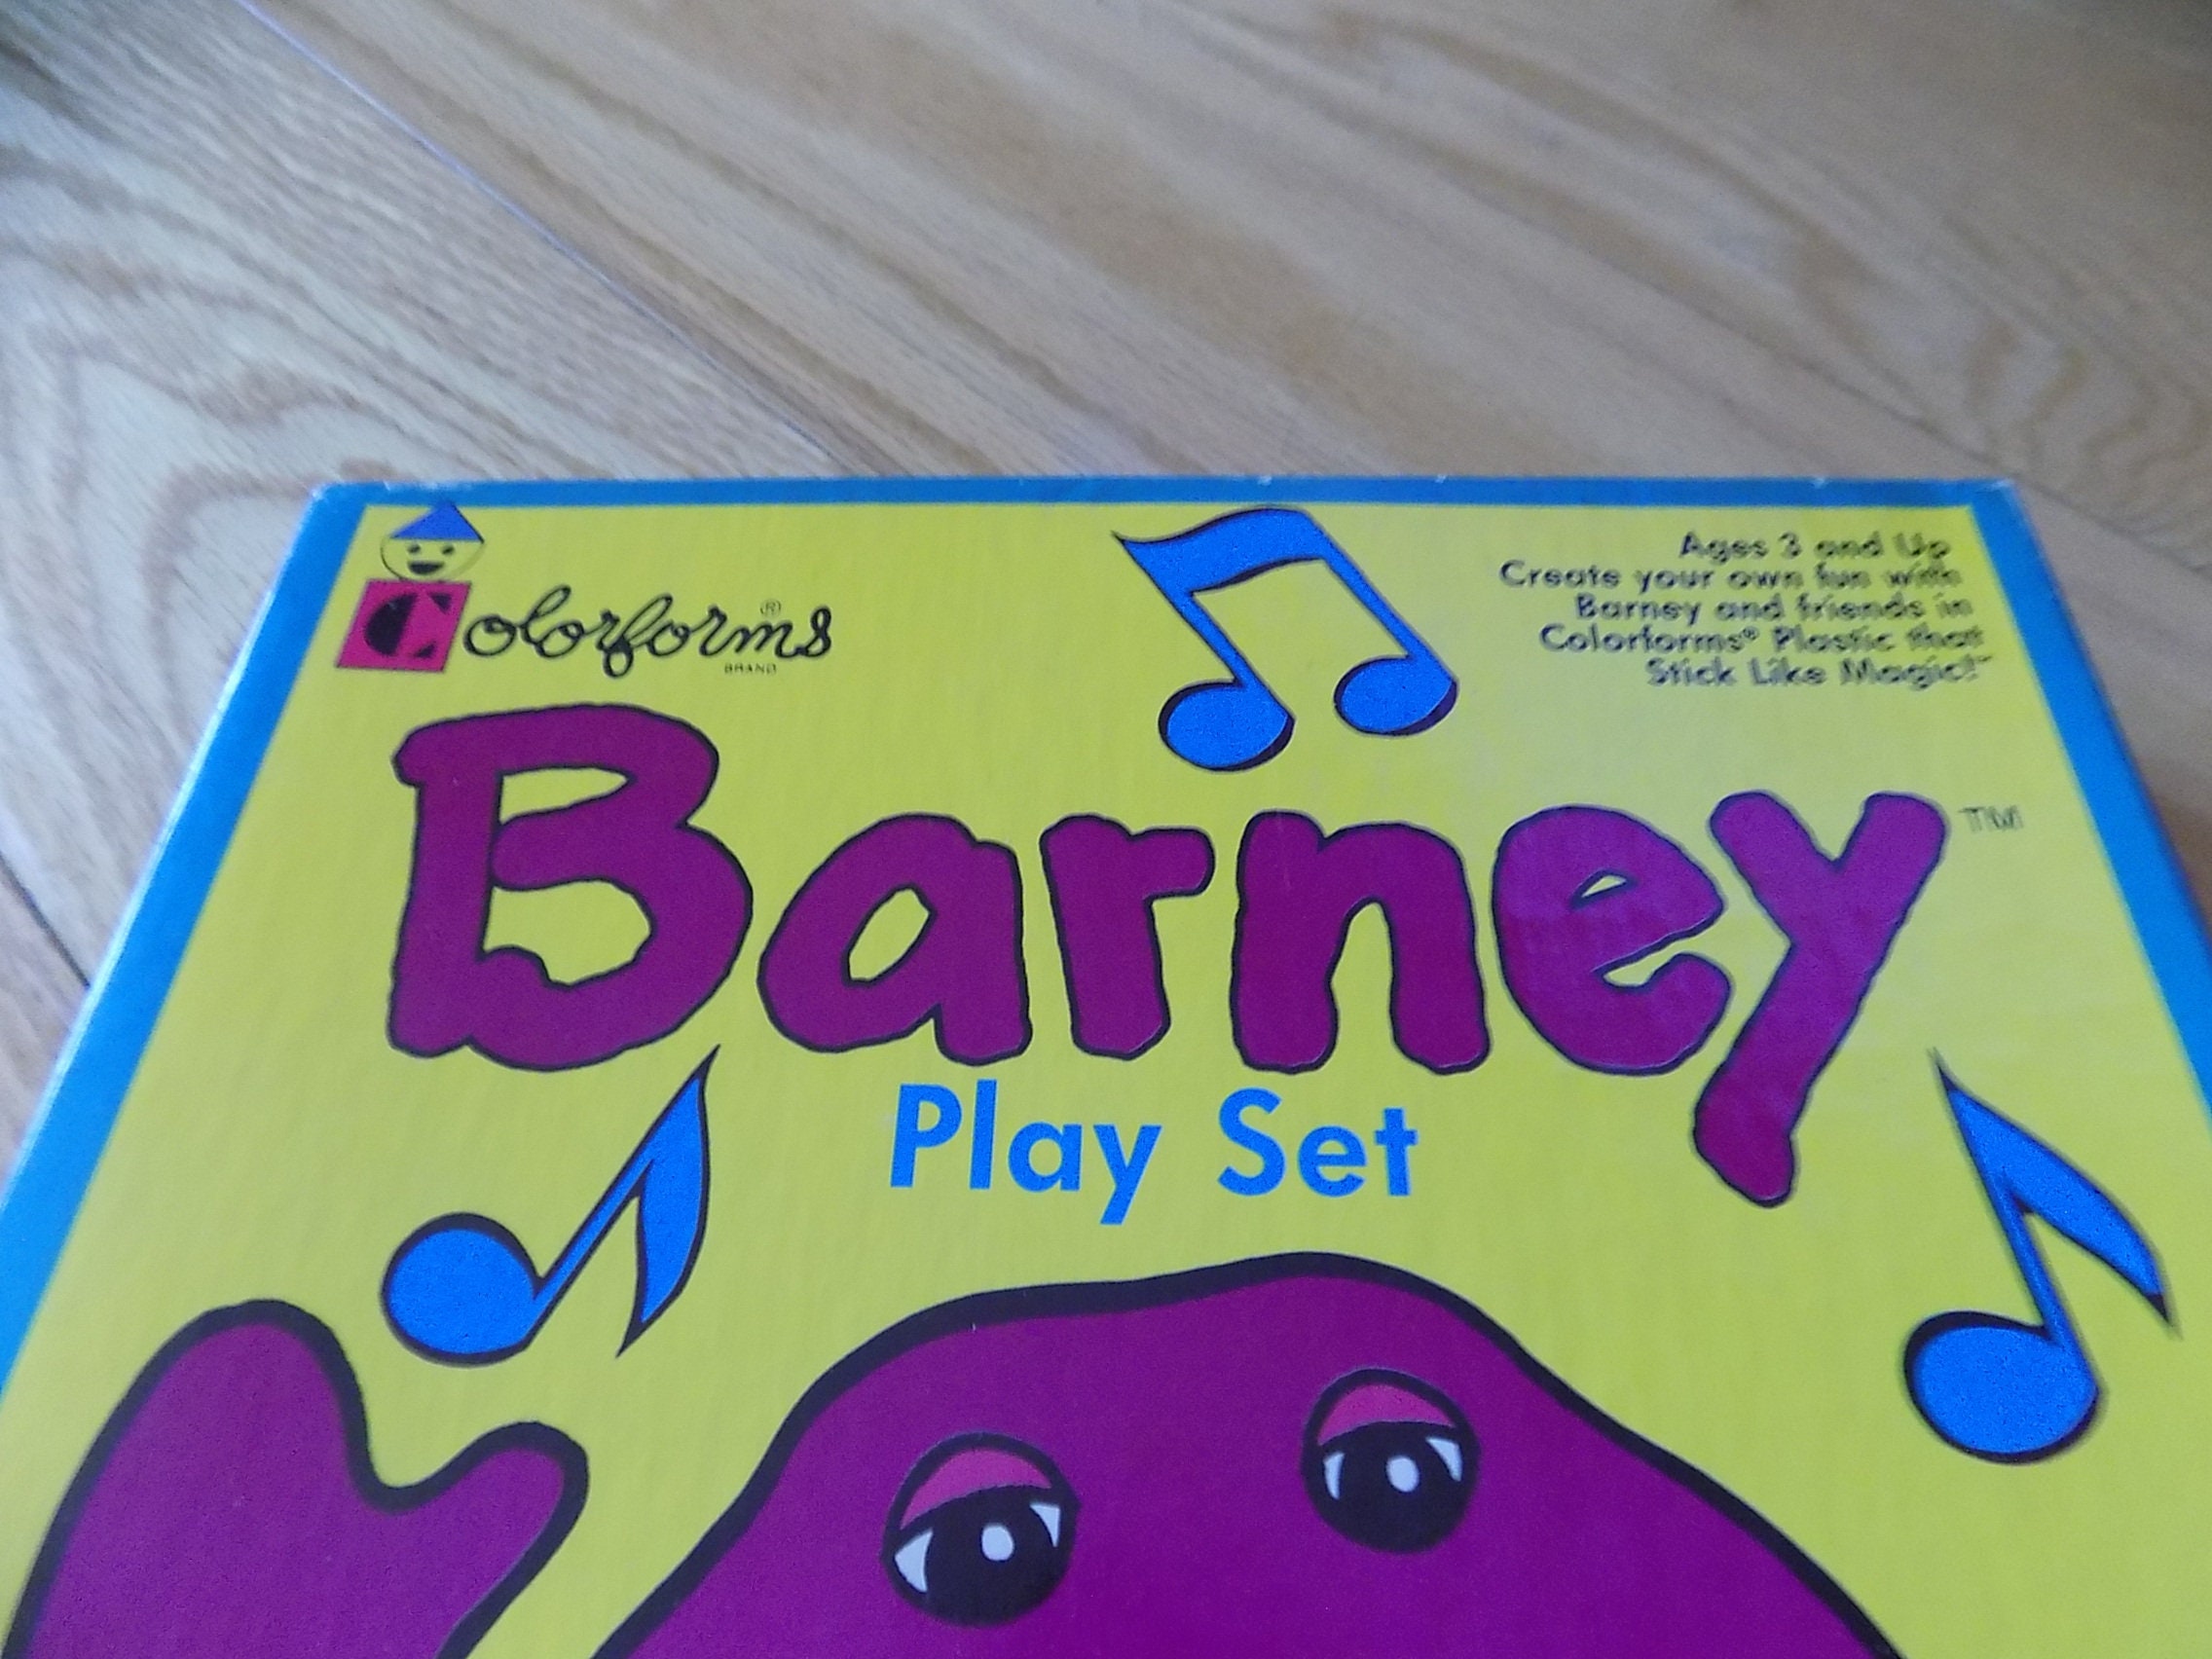 Colorforms®
BRAND
Ages 3 and Up
Create your own fun with
Barney and friends in
Colorforms® Plastic that
Stick Like Magic!™
Barney™
Play Set